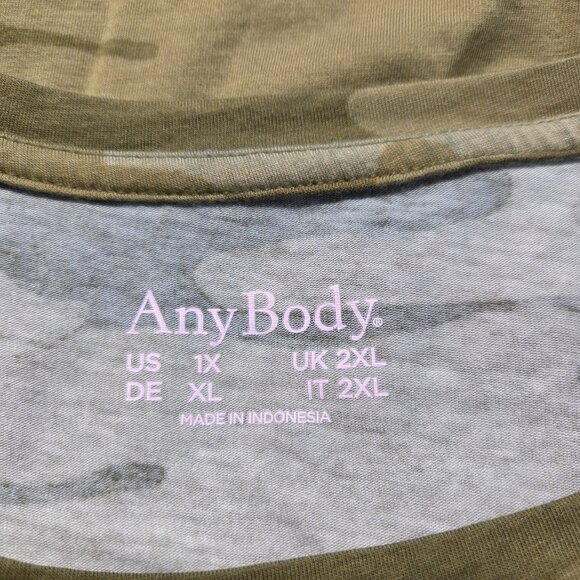 AnyBody®
US 1X UK 2XL
DE XL IT 2XL
MADE IN INDONESIA